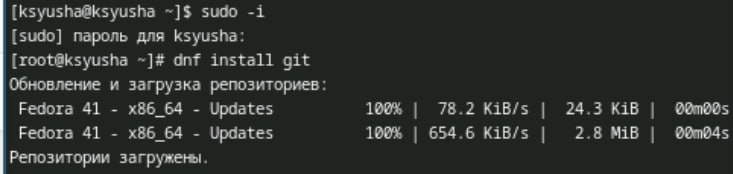 [ksyusha@ksyusha ~]$ sudo -i
[sudo] пароль для ksyusha:
[root@ksyusha ~]# dnf install git
Обновление и загрузка репозиториев:
Fedora 41 - x86_64 - Updates 100% | 78.2 KiB/s | 24.3 KiB | 00m00s
Fedora 41 - x86_64 - Updates 100% | 654.6 KiB/s | 2.8 MiB | 00m04s
Репозитории загружены.